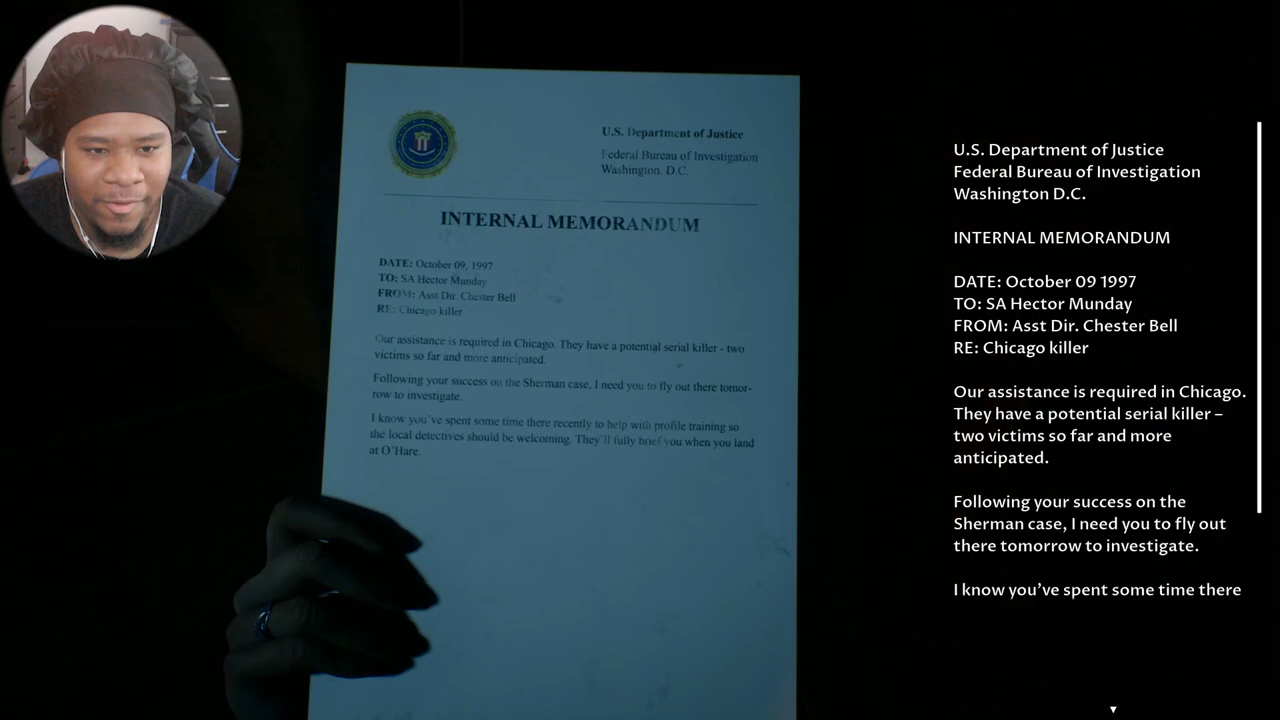 U.S. Department of Justice
Federal Bureau of Investigation
Washington. D.C.
INTERNAL MEMORANDUM
DATE: October 09, 1997
TO: SA Hector Munday
FROM: Asst Dir. Chester Bell
RE: Chicago killer
Our assistance is required in Chicago. They have a potential serial killer - two
victims so far and more anticipated.
Following your success on the Sherman case, I need you to fly out there tomor-
row to investigate.
I know you've spent some time there recently to help with profile training so
the local detectives should be welcoming. They'll fully brief you when you land
at O'Hare.
U.S. Department of Justice
Federal Bureau of Investigation
Washington D.C.
INTERNAL MEMORANDUM
DATE: October 09 1997
TO: SA Hector Munday
FROM: Asst Dir. Chester Bell
RE: Chicago killer
Our assistance is required in Chicago.
They have a potential serial killer –
two victims so far and more
anticipated.
Following your success on the
Sherman case, I need you to fly out
there tomorrow to investigate.
I know you've spent some time there